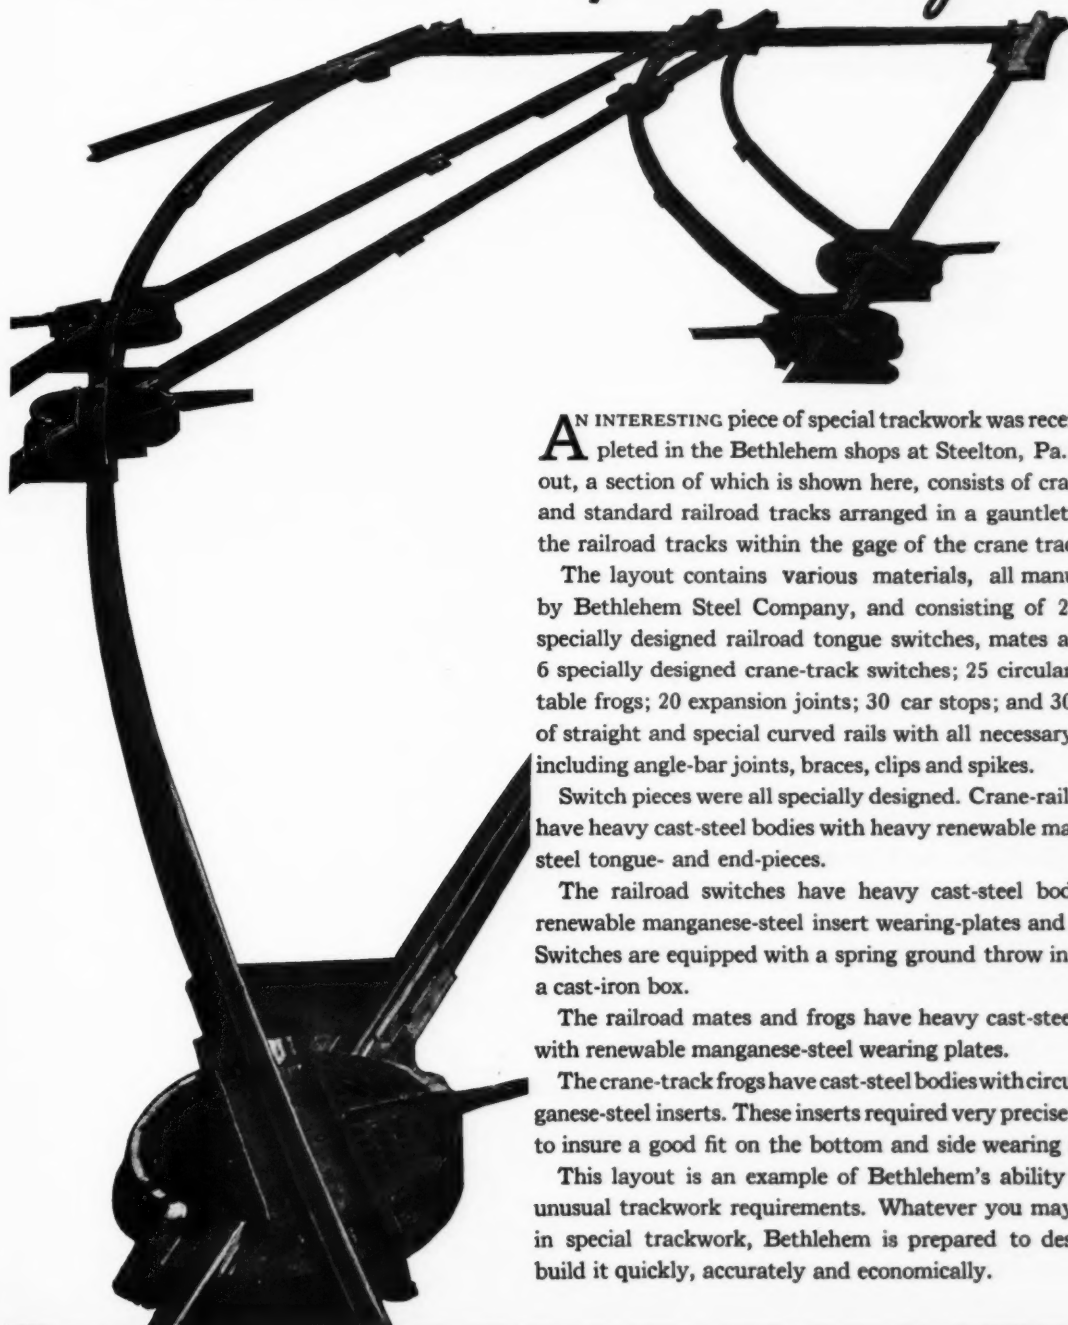 AN INTERESTING piece of special trackwork was rece
pleted in the Bethlehem shops at Steelton, Pa.
out, a section of which is shown here, consists of cra
and standard railroad tracks arranged in a gauntlet
the railroad tracks within the gage of the crane trac
The layout contains various materials, all manu
by Bethlehem Steel Company, and consisting of 2
specially designed railroad tongue switches, mates a
6 specially designed crane-track switches; 25 circular
table frogs; 20 expansion joints; 30 car stops; and 30
of straight and special curved rails with all necessary
including angle-bar joints, braces, clips and spikes.
Switch pieces were all specially designed. Crane-rail
have heavy cast-steel bodies with heavy renewable ma
steel tongue- and end-pieces.
The railroad switches have heavy cast-steel bod
renewable manganese-steel insert wearing-plates and
Switches are equipped with a spring ground throw in
a cast-iron box.
The railroad mates and frogs have heavy cast-stee
with renewable manganese-steel wearing plates.
The crane-track frogs have cast-steel bodies with circu
ganese-steel inserts. These inserts required very precise
to insure a good fit on the bottom and side wearing
This layout is an example of Bethlehem's ability
unusual trackwork requirements. Whatever you may
in special trackwork, Bethlehem is prepared to des
build it quickly, accurately and economically.